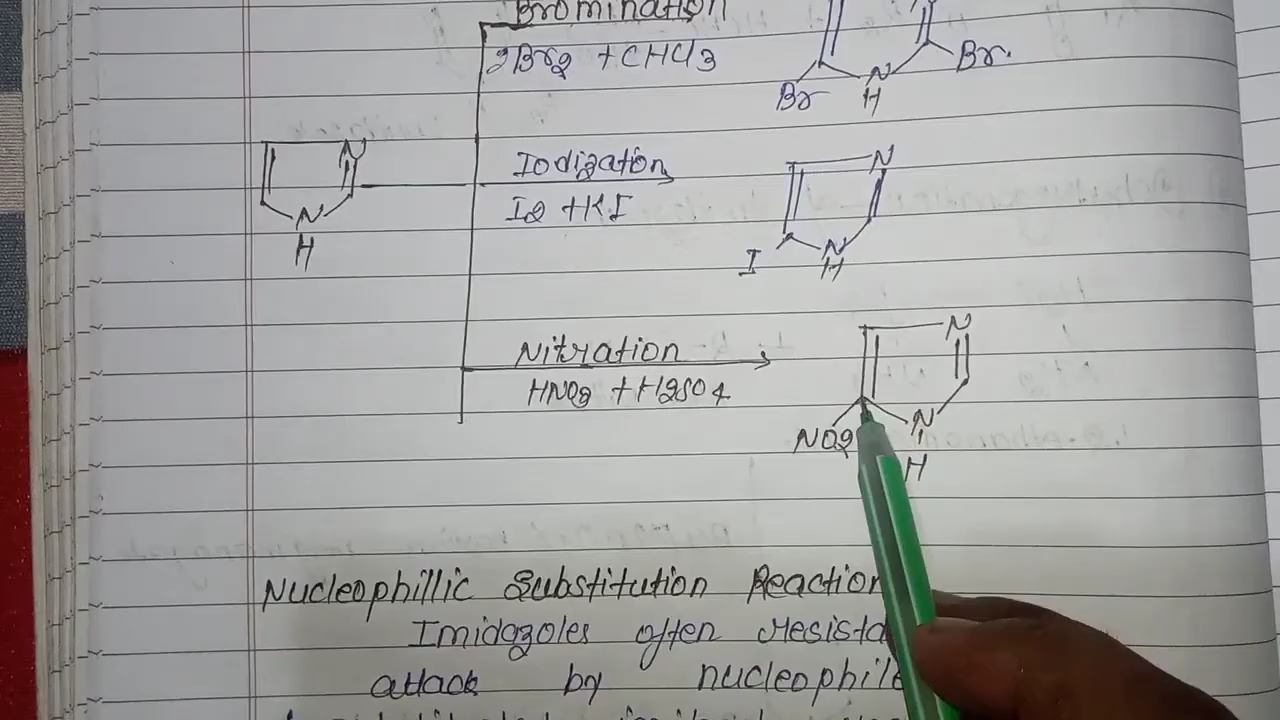 Bromination
2Br2 + CHCl3
Br
N
H
Br.
N
N
H
Iodization
I2 + KI
N
I
N
H
Nitration
HNO3 + H2SO4
N
NO2
N
H
Nucleophillic Substitution Reaction
Imidazoles often resista
attack by nucleophile